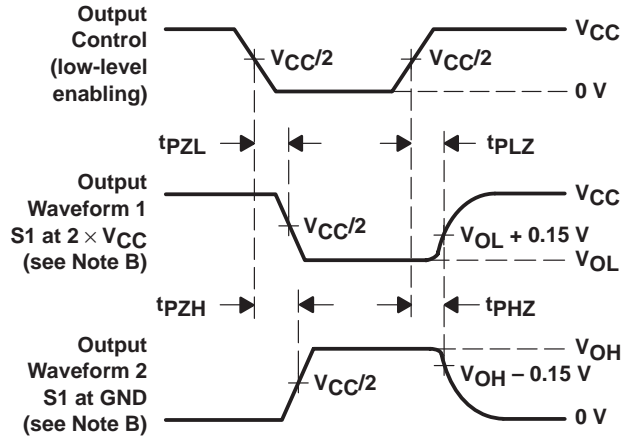 Output
Control
(low-level
enabling)
VCC
VCC/2
VCC/2
0 V
tPZL
tPLZ
Output
Waveform 1
S1 at 2 × VCC
(see Note B)
VCC
VCC/2
VOL + 0.15 V
VOL
tPZH
tPHZ
Output
Waveform 2
S1 at GND
(see Note B)
VOH
VCC/2
VOH – 0.15 V
0 V